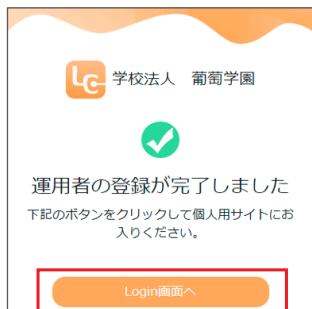 LC 学校法人 葡萄学園
運用者の登録が完了しました
下記のボタンをクリックして個人用サイトにお
入りください。
Login画面へ